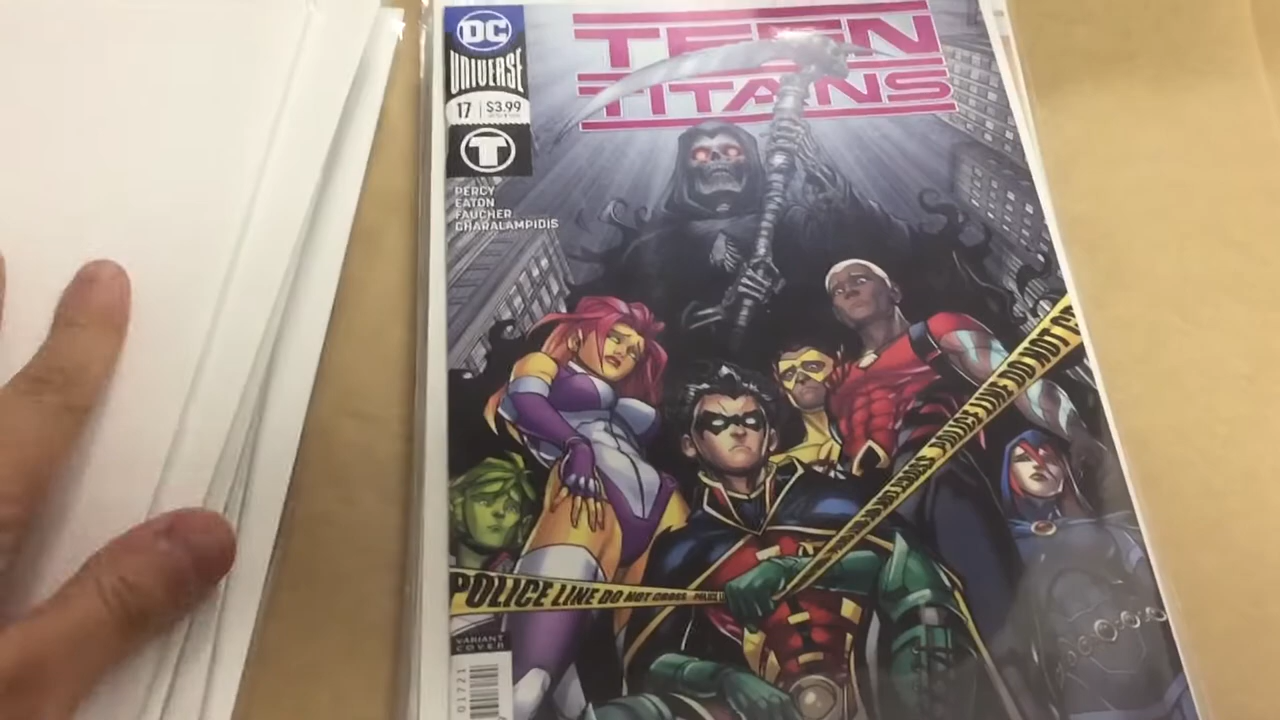 DC
UNIVERSE
17 $3.99
T
PERCY
EATON
FAUCHER
CHARALAMPIDIS
TEEN
TITANS
POLICE LINE DO NOT CROSS
POLICE LINE DO NOT
VARIANT
COVER
01721